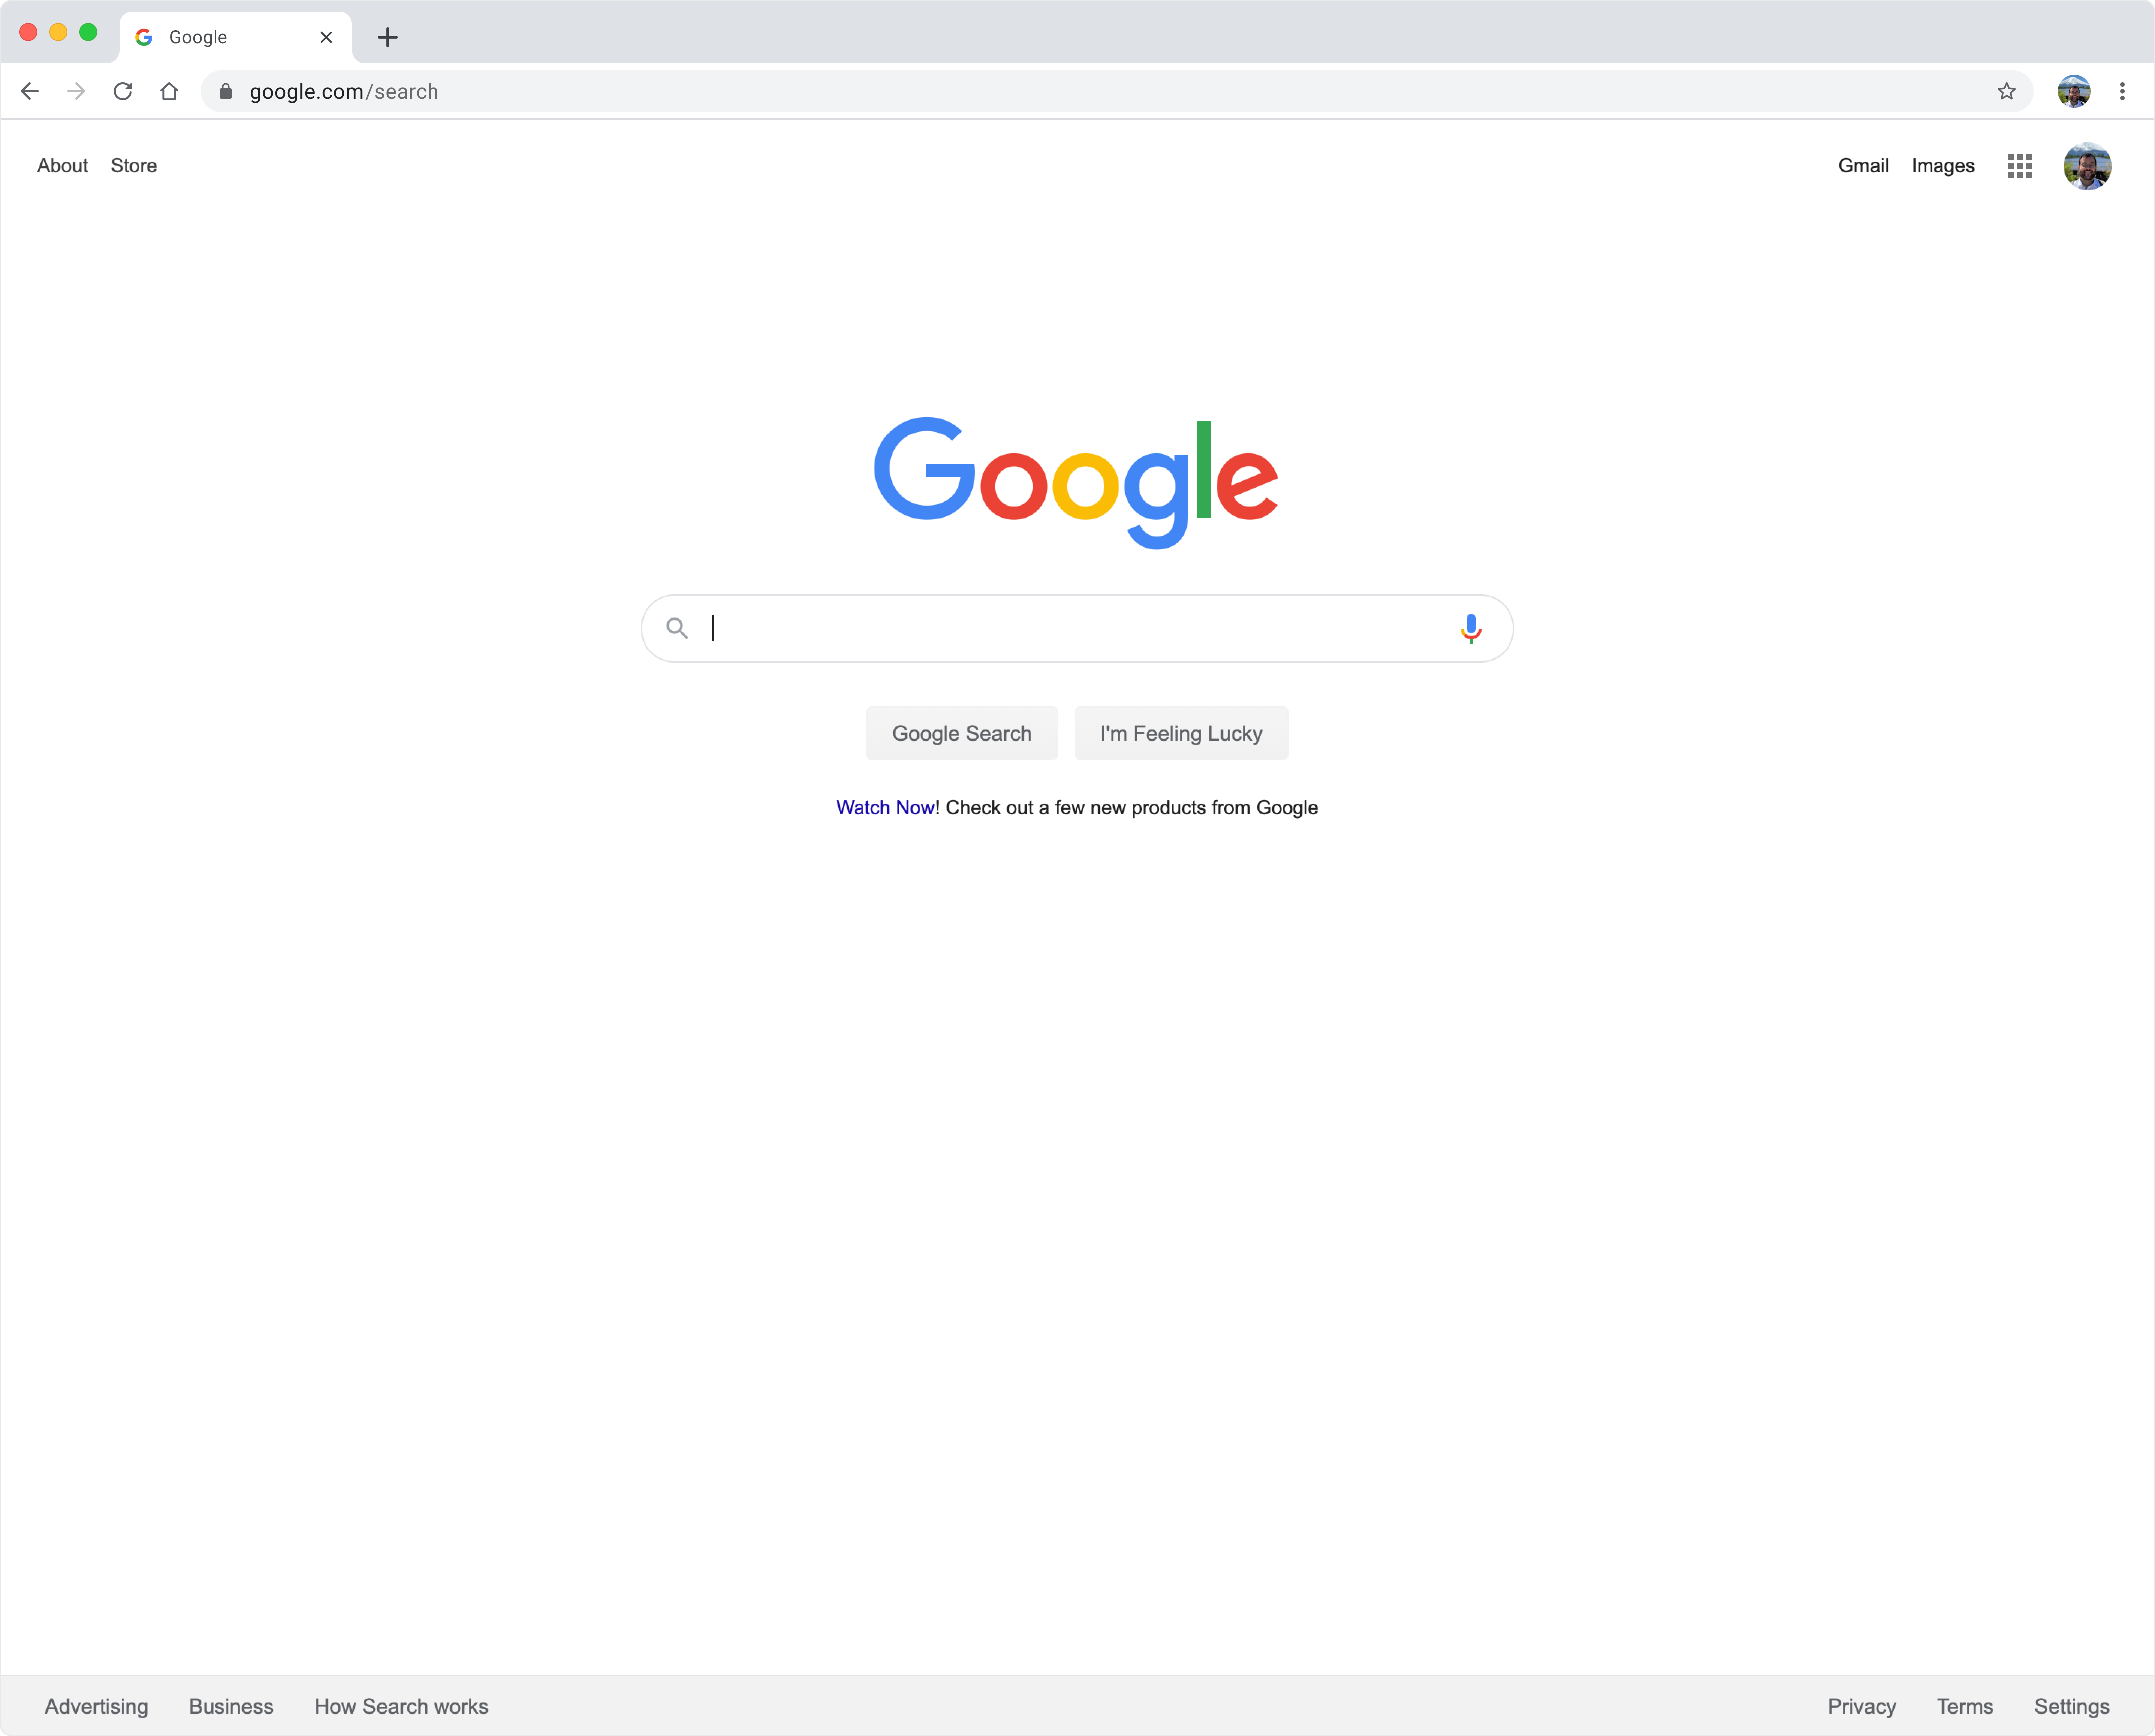 Google
google.com/search
About Store Gmail Images
Google
Google Search I'm Feeling Lucky
Watch Now! Check out a few new products from Google
Advertising Business How Search works Privacy Terms Settings